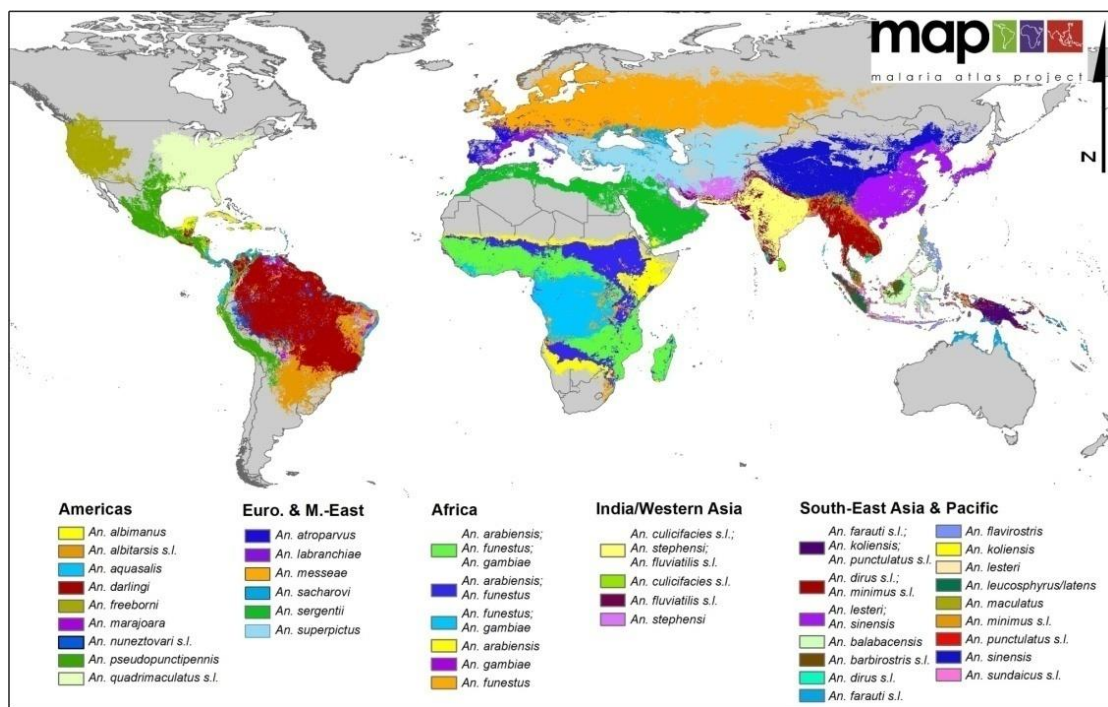 map
malaria atlas project
N
Americas
An. albimanus
An. albitarsis s.l.
An. aquasalis
An. darlingi
An. freeborni
An. marajoara
An. nuneztovari s.l.
An. pseudopunctipennis
An. quadrimaculatus s.l.
Euro. & M.-East
An. atroparvus
An. labranchiae
An. messeae
An. sacharovi
An. sergentii
An. superpictus
Africa
An. arabiensis;
An. funestus;
An. gambiae
An. arabiensis;
An. funestus
An. funestus;
An. gambiae
An. arabiensis
An. gambiae
An. funestus
India/Western Asia
An. culicifacies s.l.;
An. stephensi;
An. fluviatilis s.l.
An. culicifacies s.l.
An. fluviatilis s.l.
An. stephensi
South-East Asia & Pacific
An. farauti s.l.;
An. koliensis;
An. punctulatus s.l.
An. dirus s.l.;
An. minimus s.l.
An. lesteri;
An. sinensis
An. balabacensis
An. barbirostris s.l.
An. dirus s.l.
An. farauti s.l.
An. flavirostris
An. koliensis
An. lesteri
An. leucosphyrus/latens
An. maculatus
An. minimus s.l.
An. punctulatus s.l.
An. sinensis
An. sundaicus s.l.